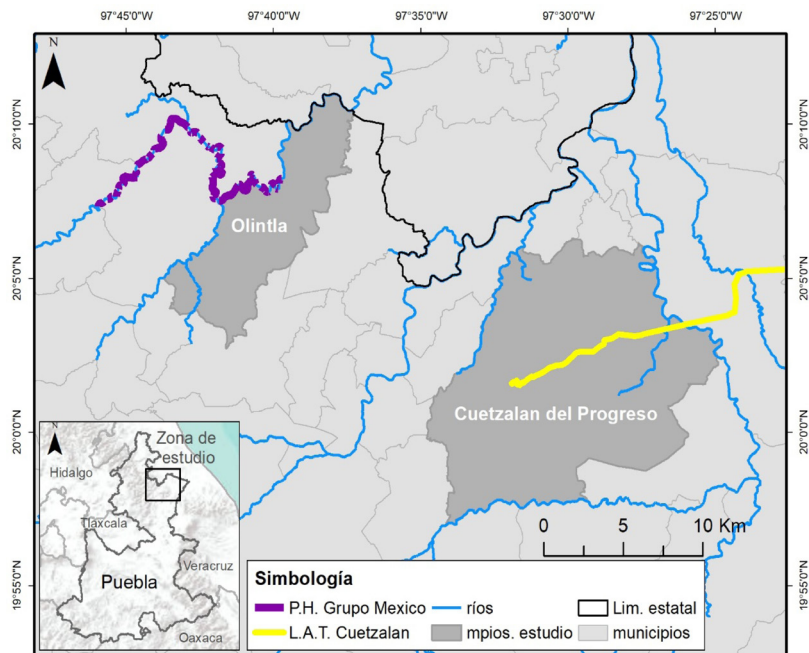 97°45'0"W 97°40'0"W 97°35'0"W 97°30'0"W 97°25'0"W
N
20°10'0"N 20°10'0"N
Olintla
20°5'0"N 20°5'0"N
Cuetzalan del Progreso
20°0'0"N 20°0'0"N
N
Zona de
estudio
Hidalgo
Tlaxcala
Puebla
Veracruz
Oaxaca
0 5 10 Km
19°55'0"N 19°55'0"N
Simbología
P.H. Grupo Mexico ríos Lim. estatal
L.A.T. Cuetzalan mpios. estudio municipios